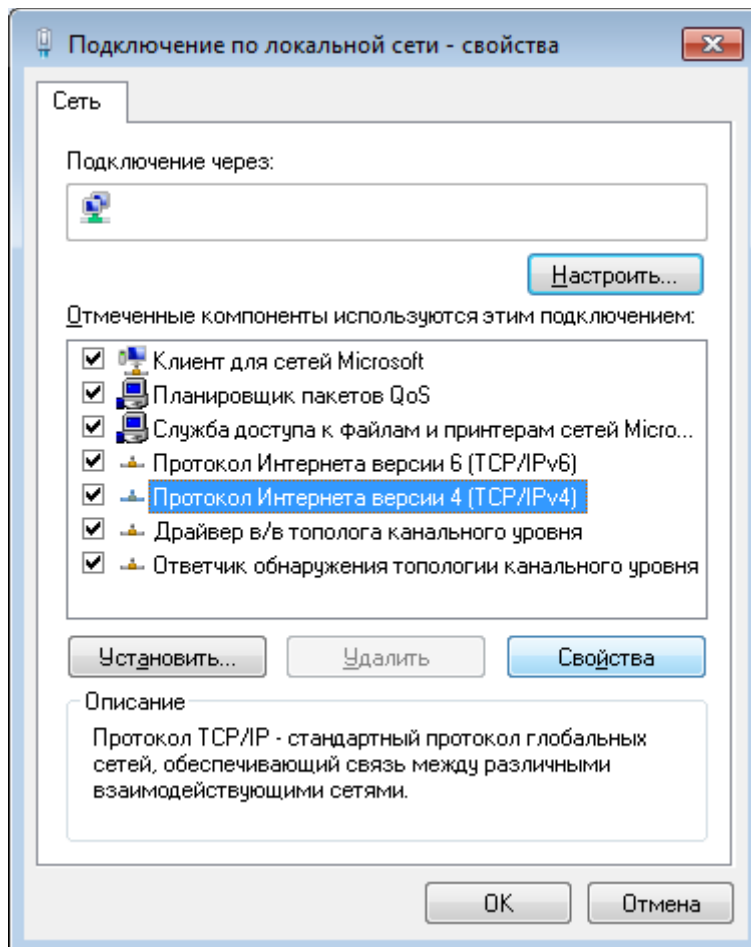 Подключение по локальной сети - свойства
Сеть
Подключение через:
Настроить...
Отмеченные компоненты используются этим подключением:
Клиент для сетей Microsoft
Планировщик пакетов QoS
Служба доступа к файлам и принтерам сетей Micro...
Протокол Интернета версии 6 (TCP/IPv6)
Протокол Интернета версии 4 (TCP/IPv4)
Драйвер в/в тополога канального уровня
Ответчик обнаружения топологии канального уровня
Установить...
Удалить
Свойства
Описание
Протокол TCP/IP - стандартный протокол глобальных
сетей, обеспечивающий связь между различными
взаимодействующими сетями.
OK
Отмена